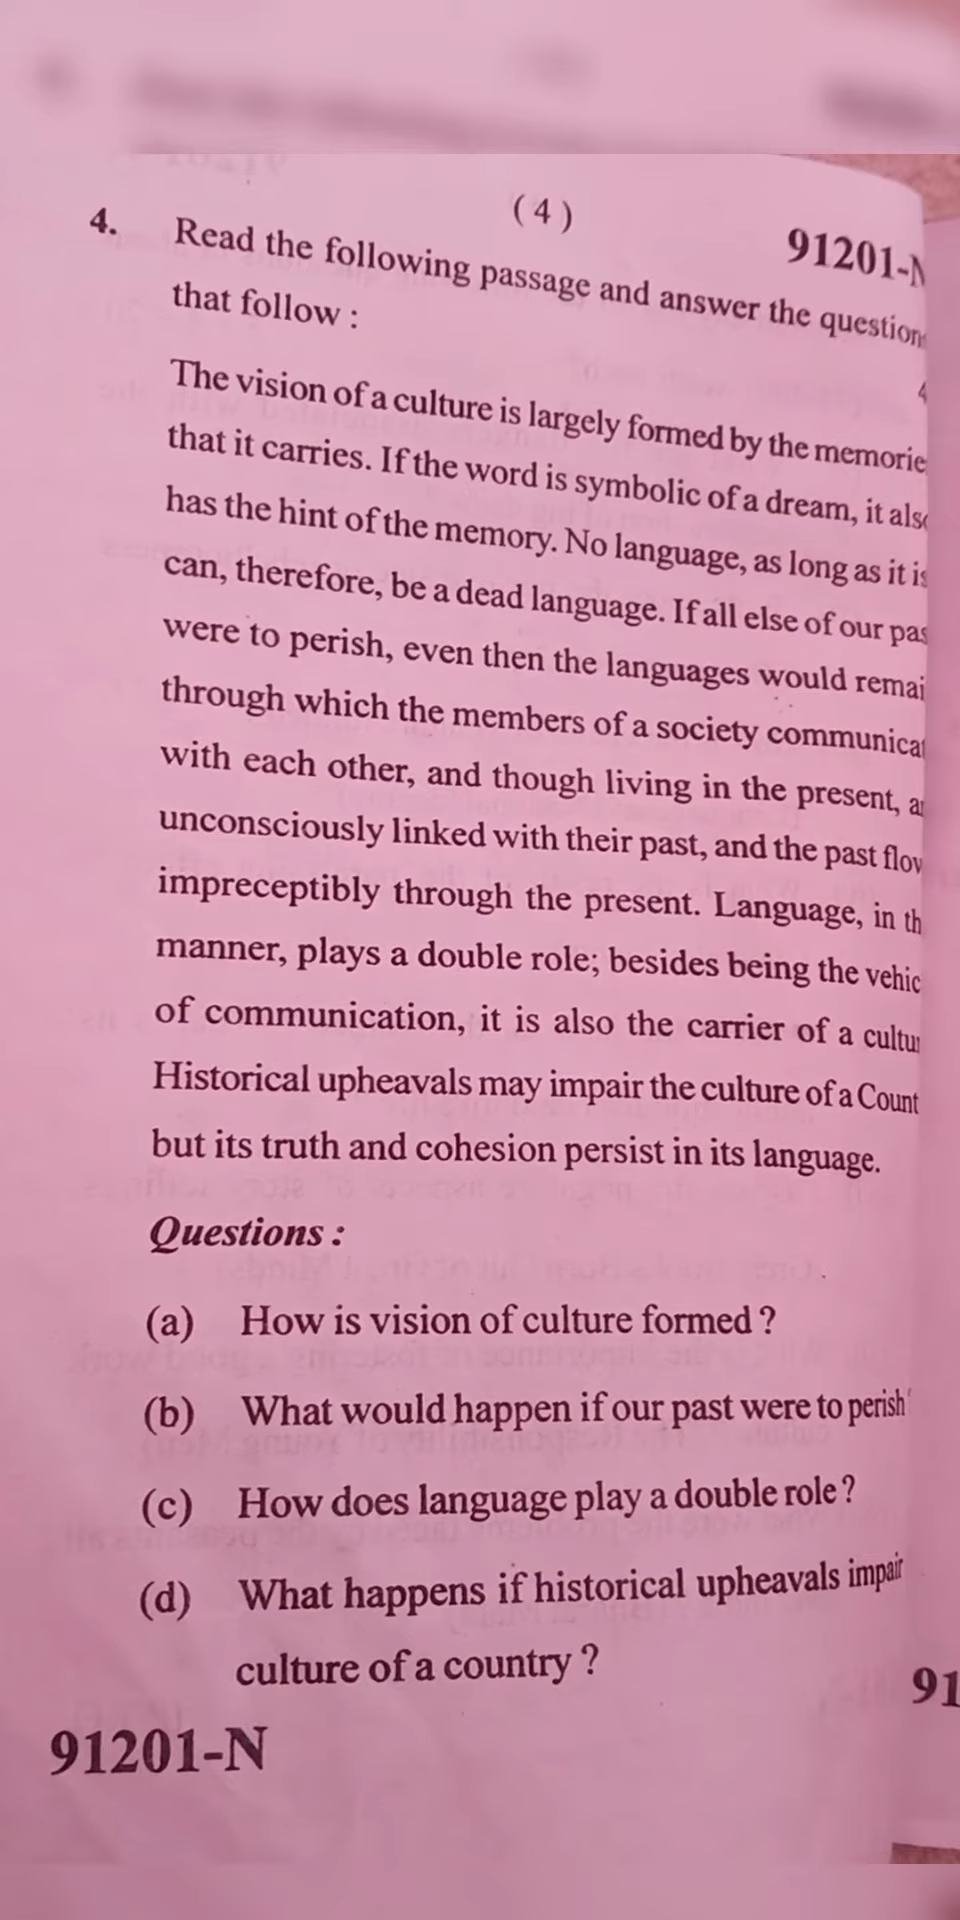 ( 4 )
91201-N
4. Read the following passage and answer the question
that follow :
4
The vision of a culture is largely formed by the memorie
that it carries. If the word is symbolic of a dream, it also
has the hint of the memory. No language, as long as it is
can, therefore, be a dead language. If all else of our pas
were to perish, even then the languages would remai
through which the members of a society communicat
with each other, and though living in the present, ar
unconsciously linked with their past, and the past flow
impreceptibly through the present. Language, in th
manner, plays a double role; besides being the vehic
of communication, it is also the carrier of a cultur
Historical upheavals may impair the culture of a Count
but its truth and cohesion persist in its language.
Questions :
(a) How is vision of culture formed ?
(b) What would happen if our past were to perish
(c) How does language play a double role ?
(d) What happens if historical upheavals impair
culture of a country ?
91
91201-N